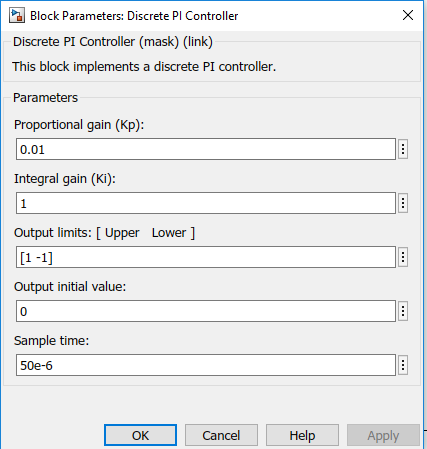 Block Parameters: Discrete PI Controller
Discrete PI Controller (mask) (link)
This block implements a discrete PI controller.
Parameters
Proportional gain (Kp):
0.01
Integral gain (Ki):
1
Output limits: [ Upper   Lower ]
[1 -1]
Output initial value:
0
Sample time:
50e-6
OK Cancel Help Apply